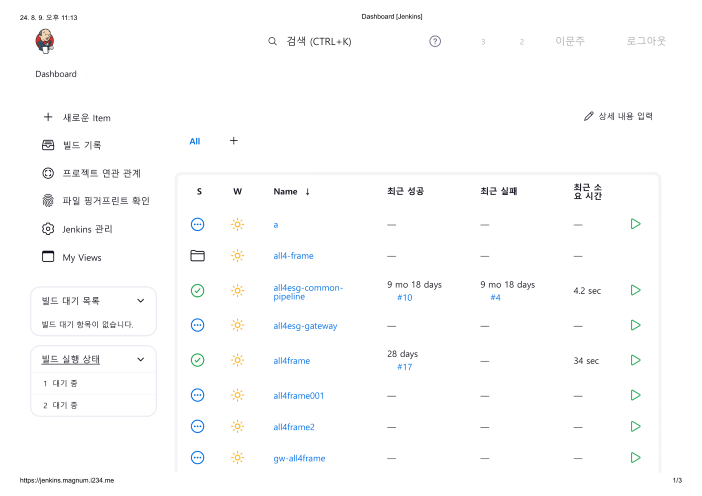 24. 8. 9. 오후 11:13
Dashboard [Jenkins]
검색 (CTRL+K)
?
3
2
이문주
로그아웃
Dashboard
새로운 Item
빌드 기록
프로젝트 연관 관계
파일 핑거프린트 확인
Jenkins 관리
My Views
빌드 대기 목록
빌드 대기 항목이 없습니다.
빌드 실행 상태
1 대기 중
2 대기 중
상세 내용 입력
All +
S W Name ↓ 최근 성공 최근 실패 최근 소
요 시간
a — — —
all4-frame — — —
all4esg-common- 9 mo 18 days 9 mo 18 days 4.2 sec
pipeline #10 #4
all4esg-gateway — — —
all4frame 28 days — 34 sec
#17
all4frame001 — — —
all4frame2 — — —
gw-all4frame — — —
https://jenkins.magnum.i234.me
1/3